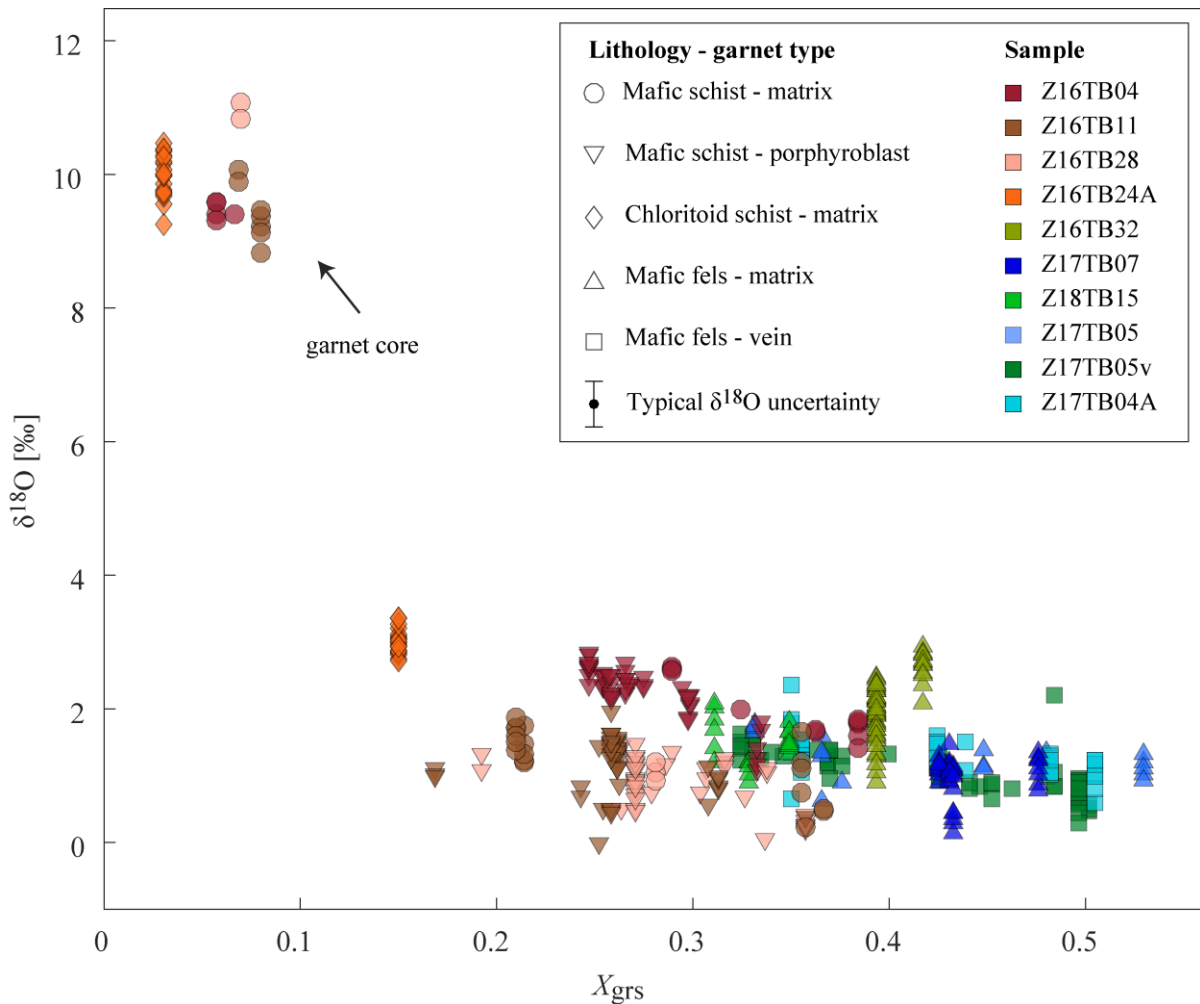 12
10
8
6
4
2
0
δ18O [‰]
garnet core
Lithology - garnet type
Mafic schist - matrix
Mafic schist - porphyroblast
Chloritoid schist - matrix
Mafic fels - matrix
Mafic fels - vein
Typical δ18O uncertainty
Sample
Z16TB04
Z16TB11
Z16TB28
Z16TB24A
Z16TB32
Z17TB07
Z18TB15
Z17TB05
Z17TB05v
Z17TB04A
0 0.1 0.2 0.3 0.4 0.5
Xgrs